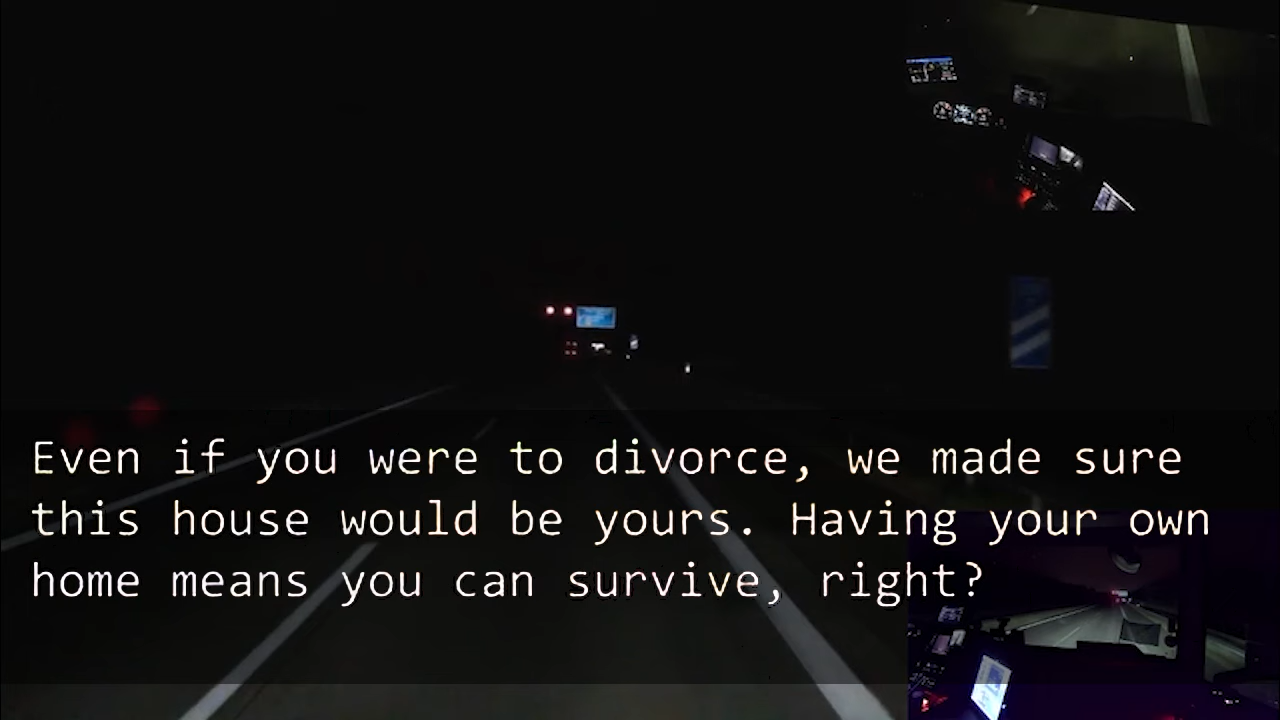 Even if you were to divorce, we made sure
this house would be yours. Having your own
home means you can survive, right?